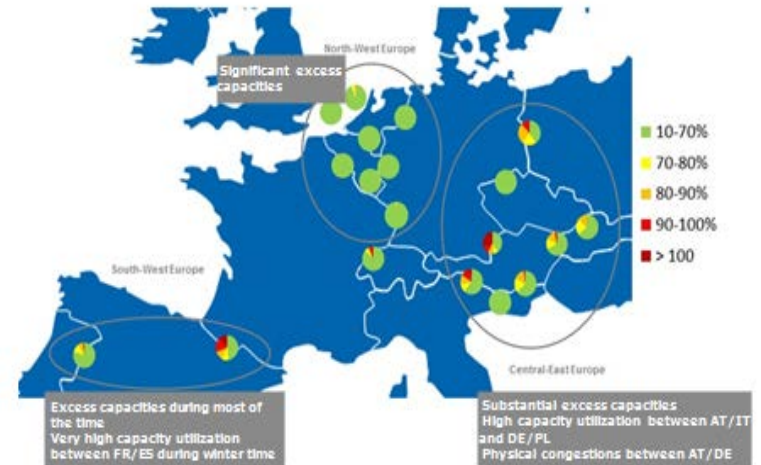 North-West Europe
Significant excess
capacities
10-70%
70-80%
80-90%
90-100%
> 100
South-West Europe
Central-East Europe
Excess capacities during most of
the time
Very high capacity utilization
between FR/ES during winter time
Substantial excess capacities
High capacity utilization between AT/IT
and DE/PL
Physical congestions between AT/DE